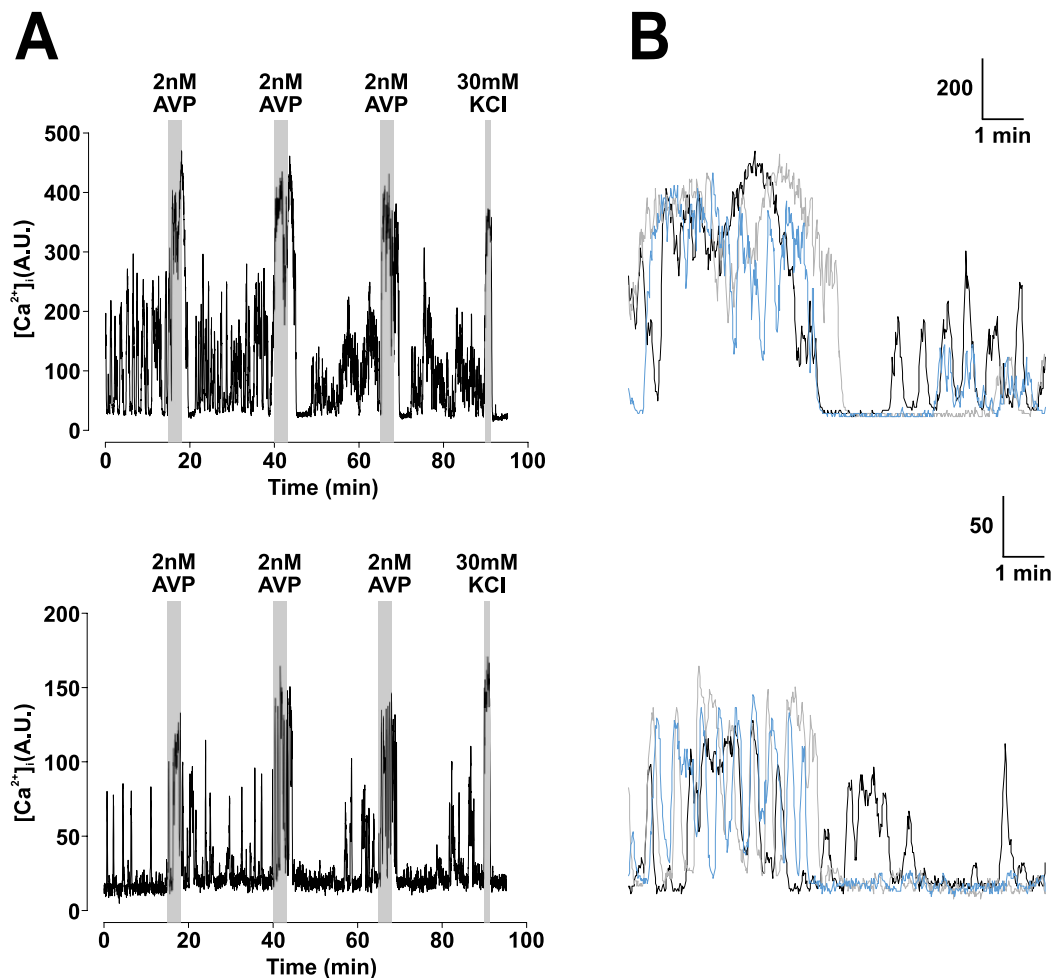 A
B
2nM 2nM 2nM 30mM
AVP AVP AVP KCl
200
1 min
500
400
300
200
100
0
[Ca²⁺]ᵢ(A.U.)
0 20 40 60 80 100
Time (min)
50
1 min
2nM 2nM 2nM 30mM
AVP AVP AVP KCl
200
150
100
50
0
[Ca²⁺]ᵢ(A.U.)
0 20 40 60 80 100
Time (min)